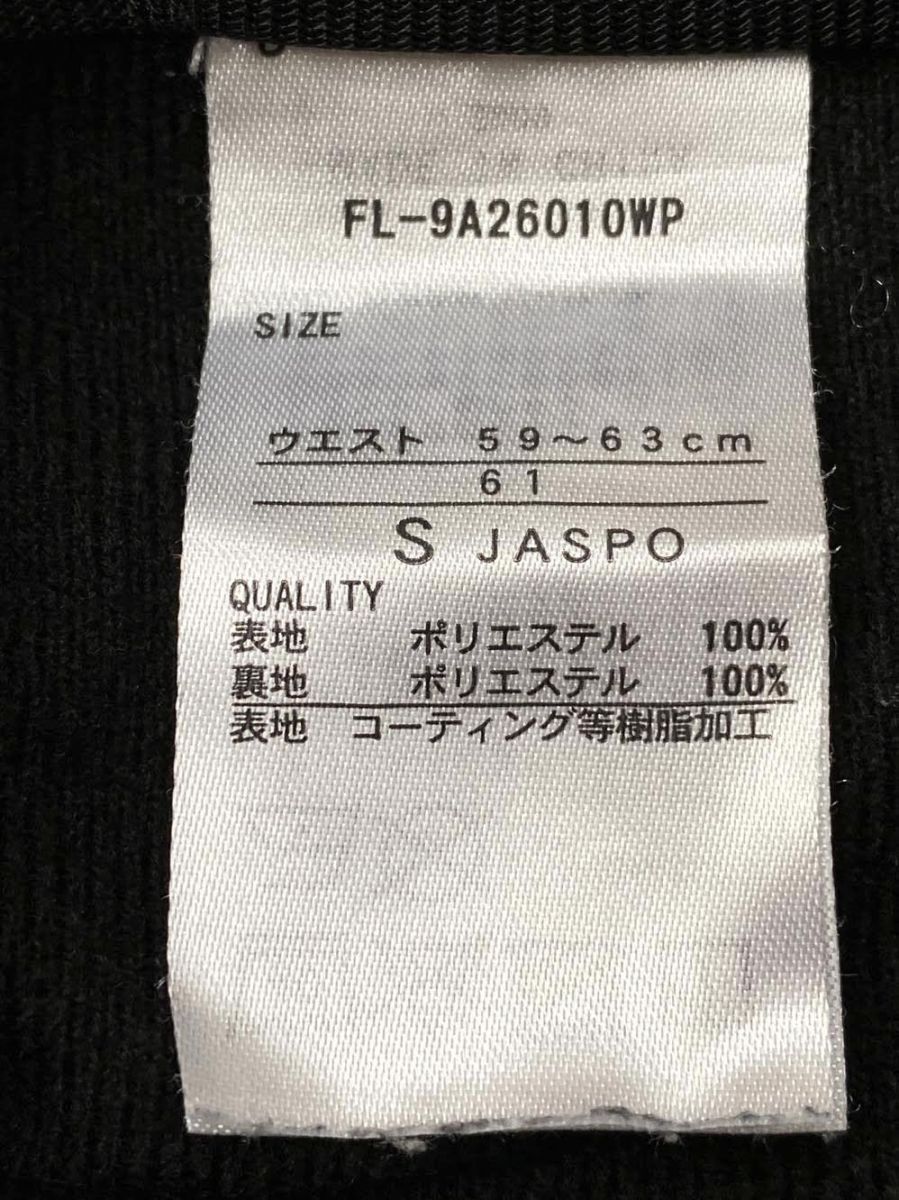 FL-9A26010WP
SIZE
ウエスト 59～63cm
61
S JASPO
QUALITY
表地 ポリエステル 100%
裏地 ポリエステル 100%
表地 コーティング等樹脂加工